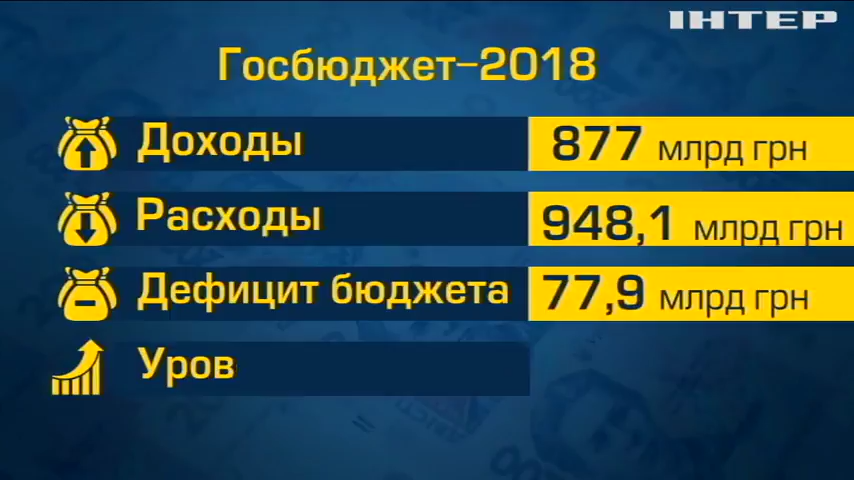 ІНТЕР
Госбюджет–2018
Доходы 877 млрд грн
Расходы 948,1 млрд грн
Дефицит бюджета 77,9 млрд грн
Уров